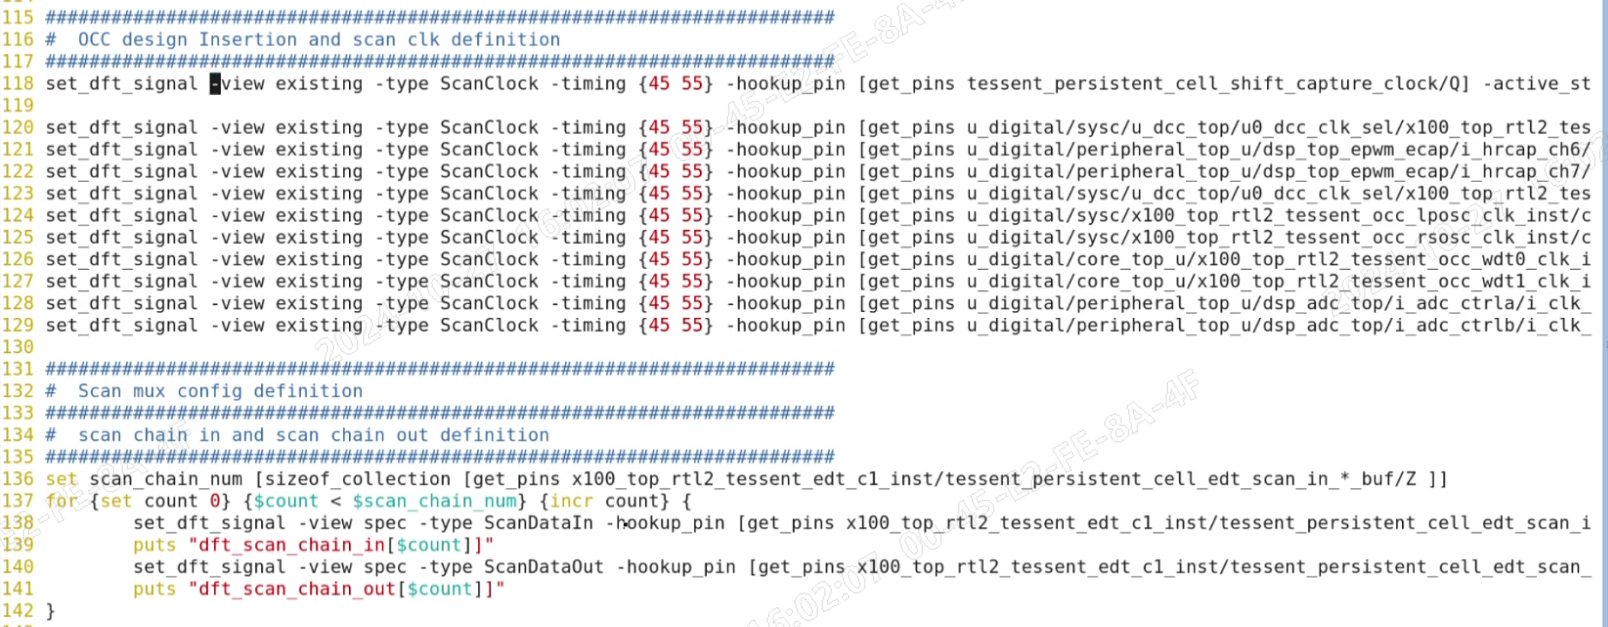 115 ########################################################################
116 #  OCC design Insertion and scan clk definition
117 ########################################################################
118 set_dft_signal -view existing -type ScanClock -timing {45 55} -hookup_pin [get_pins tessent_persistent_cell_shift_capture_clock/Q] -active_st
119
120 set_dft_signal -view existing -type ScanClock -timing {45 55} -hookup_pin [get_pins u_digital/sysc/u_dcc_top/u0_dcc_clk_sel/x100_top_rtl2_tes
121 set_dft_signal -view existing -type ScanClock -timing {45 55} -hookup_pin [get_pins u_digital/peripheral_top_u/dsp_top_epwm_ecap/i_hrcap_ch6/
122 set_dft_signal -view existing -type ScanClock -timing {45 55} -hookup_pin [get_pins u_digital/peripheral_top_u/dsp_top_epwm_ecap/i_hrcap_ch7/
123 set_dft_signal -view existing -type ScanClock -timing {45 55} -hookup_pin [get_pins u_digital/sysc/u_dcc_top/u0_dcc_clk_sel/x100_top_rtl2_tes
124 set_dft_signal -view existing -type ScanClock -timing {45 55} -hookup_pin [get_pins u_digital/sysc/x100_top_rtl2_tessent_occ_lposc_clk_inst/c
125 set_dft_signal -view existing -type ScanClock -timing {45 55} -hookup_pin [get_pins u_digital/sysc/x100_top_rtl2_tessent_occ_rposc_clk_inst/c
126 set_dft_signal -view existing -type ScanClock -timing {45 55} -hookup_pin [get_pins u_digital/core_top_u/x100_top_rtl2_tessent_occ_wdt0_clk_i
127 set_dft_signal -view existing -type ScanClock -timing {45 55} -hookup_pin [get_pins u_digital/core_top_u/x100_top_rtl2_tessent_occ_wdt1_clk_i
128 set_dft_signal -view existing -type ScanClock -timing {45 55} -hookup_pin [get_pins u_digital/peripheral_top_u/dsp_adc_top/i_adc_ctrla/i_clk_
129 set_dft_signal -view existing -type ScanClock -timing {45 55} -hookup_pin [get_pins u_digital/peripheral_top_u/dsp_adc_top/i_adc_ctrlb/i_clk_
130
131 ########################################################################
132 #  Scan mux config definition
133 ########################################################################
134 #  scan chain in and scan chain out definition
135 ########################################################################
136 set scan_chain_num [sizeof_collection [get_pins x100_top_rtl2_tessent_edt_c1_inst/tessent_persistent_cell_edt_scan_in_*_buf/Z ]]
137 for {set count 0} {$count < $scan_chain_num} {incr count} {
138         set_dft_signal -view spec -type ScanDataIn -hookup_pin [get_pins x100_top_rtl2_tessent_edt_c1_inst/tessent_persistent_cell_edt_scan_i
139         puts "dft_scan_chain_in[$count]]"
140         set_dft_signal -view spec -type ScanDataOut -hookup_pin [get_pins x100_top_rtl2_tessent_edt_c1_inst/tessent_persistent_cell_edt_scan_
141         puts "dft_scan_chain_out[$count]]"
142 }